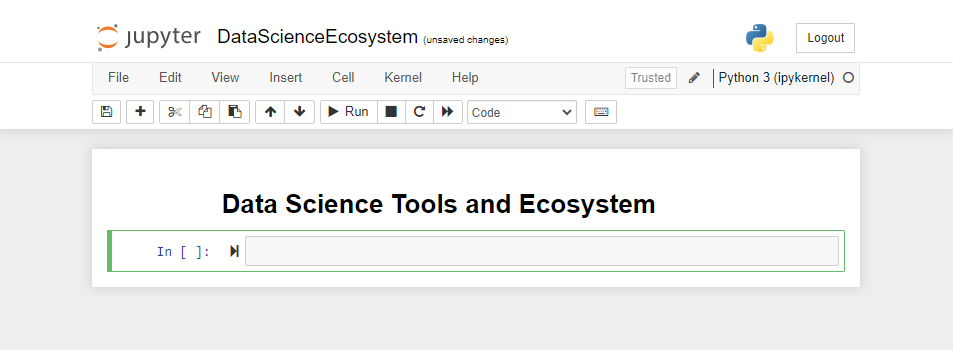 jupyter DataScienceEcosystem (unsaved changes) Logout
File Edit View Insert Cell Kernel Help Trusted Python 3 (ipykernel)
Run Code
Data Science Tools and Ecosystem
In [ ]: